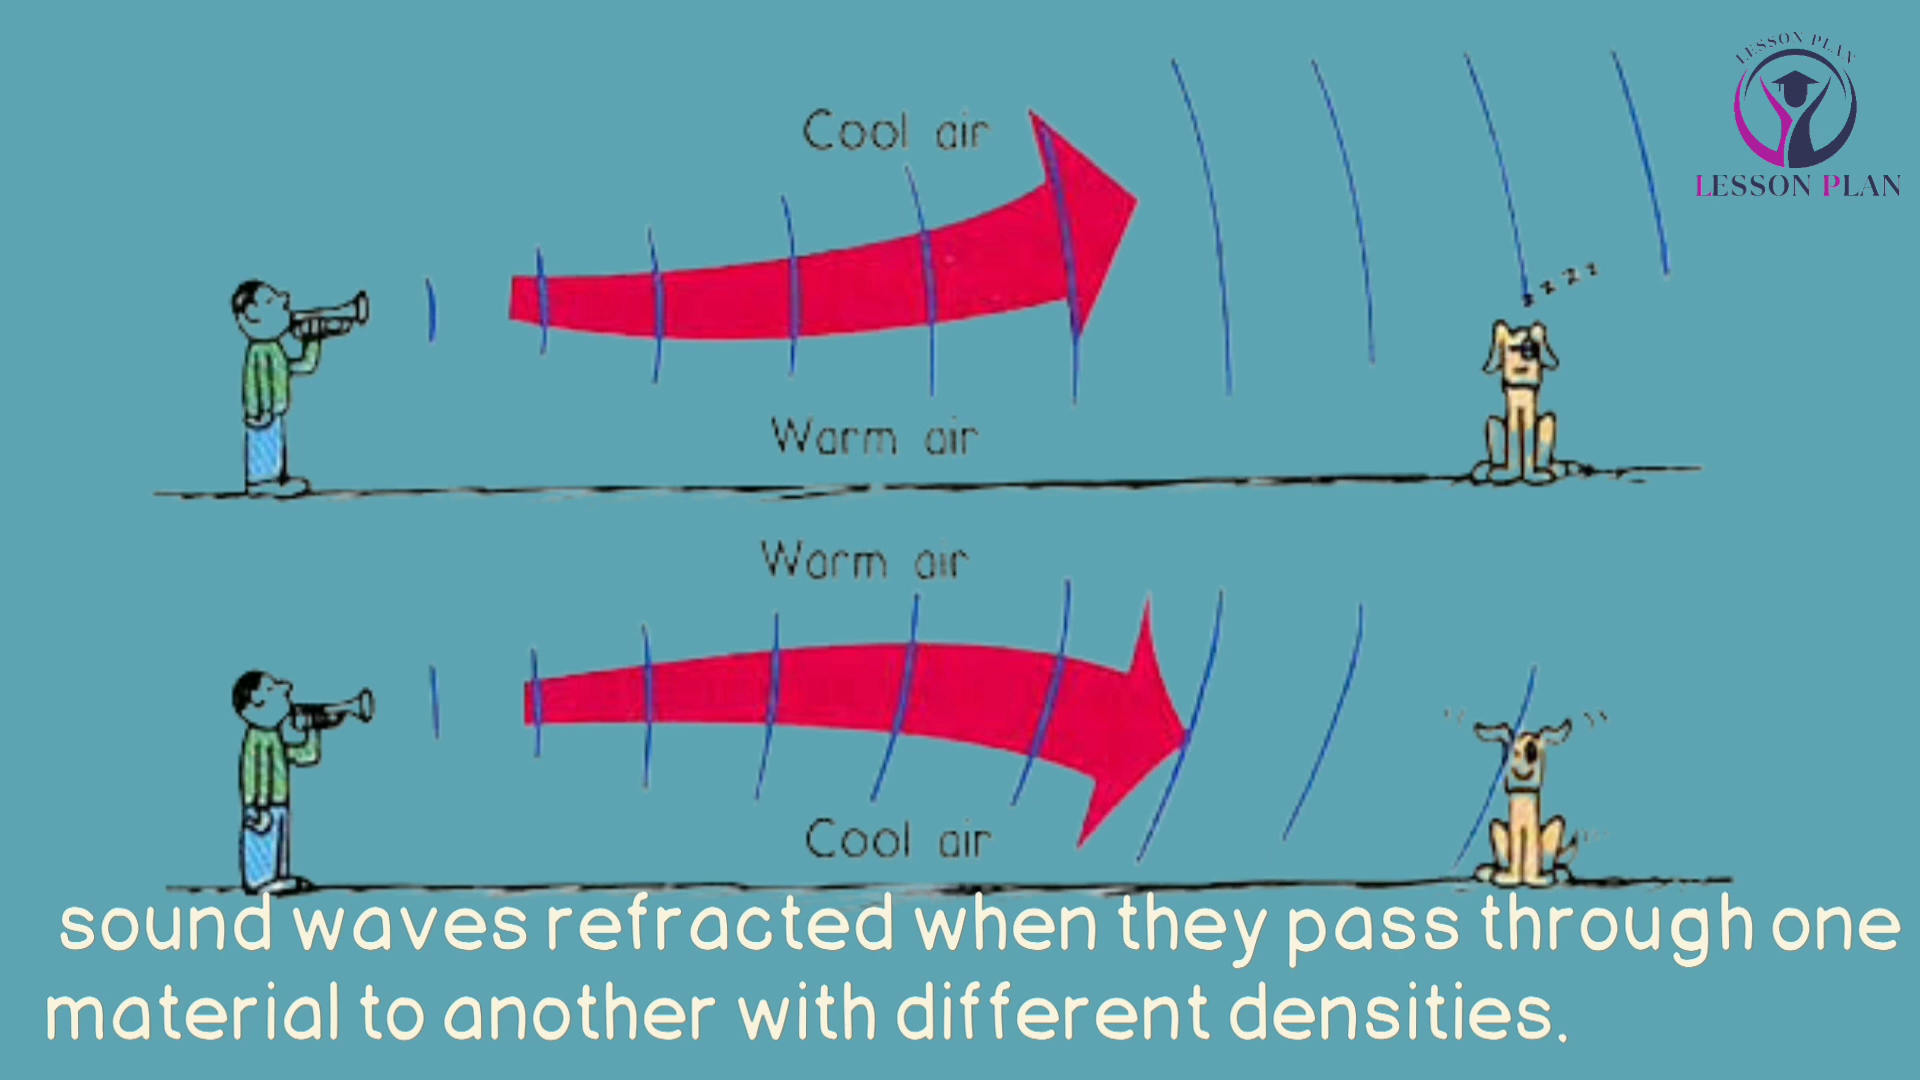 LESSON PLAN
LESSON PLAN
Cool air
Warm air
z z z z
Warm air
Cool air
sound waves refracted when they pass through one
material to another with different densities.